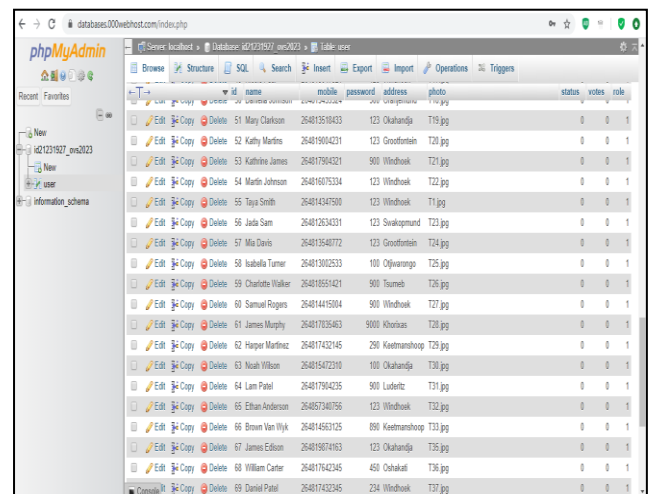 databases.000webhost.com/index.php
phpMyAdmin
Recent Favorites
New
id21231927_ovs2023
New
user
information_schema
Server: localhost » Database: id21231927_ovs2023 » Table: user
Browse Structure SQL Search Insert Export Import Operations Triggers
←T→ id name mobile password address photo status votes role
Edit Copy Delete 50 Daniela Johnson 264813455324 500 Oranjemund T18.jpg 0 0 1
Edit Copy Delete 51 Mary Clarkson 264813518433 123 Okahandja T19.jpg 0 0 1
Edit Copy Delete 52 Kathy Martins 264819004231 123 Grootfontein T20.jpg 0 0 1
Edit Copy Delete 53 Kathrine James 264817904321 900 Windhoek T21.jpg 0 0 1
Edit Copy Delete 54 Martin Johnson 264816075334 123 Windhoek T22.jpg 0 0 1
Edit Copy Delete 55 Taya Smith 264814347500 123 Windhoek T1.jpg 0 0 1
Edit Copy Delete 56 Jada Sam 264812634331 123 Swakopmund T23.jpg 0 0 1
Edit Copy Delete 57 Mia Davis 264813548772 123 Grootfontein T24.jpg 0 0 1
Edit Copy Delete 58 Isabella Turner 264813002533 100 Otjiwarongo T25.jpg 0 0 1
Edit Copy Delete 59 Charlotte Walker 264818551421 900 Tsumeb T26.jpg 0 0 1
Edit Copy Delete 60 Samuel Rogers 264814415004 900 Windhoek T27.jpg 0 0 1
Edit Copy Delete 61 James Murphy 264817835463 9000 Khorixas T28.jpg 0 0 1
Edit Copy Delete 62 Harper Martinez 264817432145 290 Keetmanshoop T29.jpg 0 0 1
Edit Copy Delete 63 Noah Wilson 264815472310 100 Okahandja T30.jpg 0 0 1
Edit Copy Delete 64 Lam Patel 264817904235 900 Luderitz T31.jpg 0 0 1
Edit Copy Delete 65 Ethan Anderson 264857340756 123 Windhoek T32.jpg 0 0 1
Edit Copy Delete 66 Brown Van Wyk 264814563125 890 Keetmanshoop T33.jpg 0 0 1
Edit Copy Delete 67 James Edison 264819874163 123 Okahandja T35.jpg 0 0 1
Edit Copy Delete 68 William Carter 264817642345 450 Oshakati T36.jpg 0 0 1
Console Copy Delete 69 Daniel Patel 264817432345 234 Windhoek T37.jpg 0 0 1